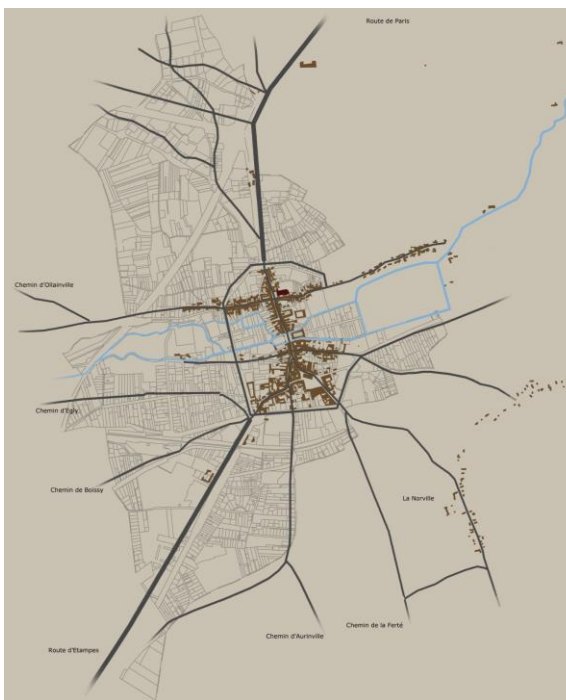 Route de Paris
Chemin d'Ollainville
Chemin d'Egly
Chemin de Boissy
La Norville
Chemin de la Ferté
Chemin d'Aurinville
Route d'Etampes